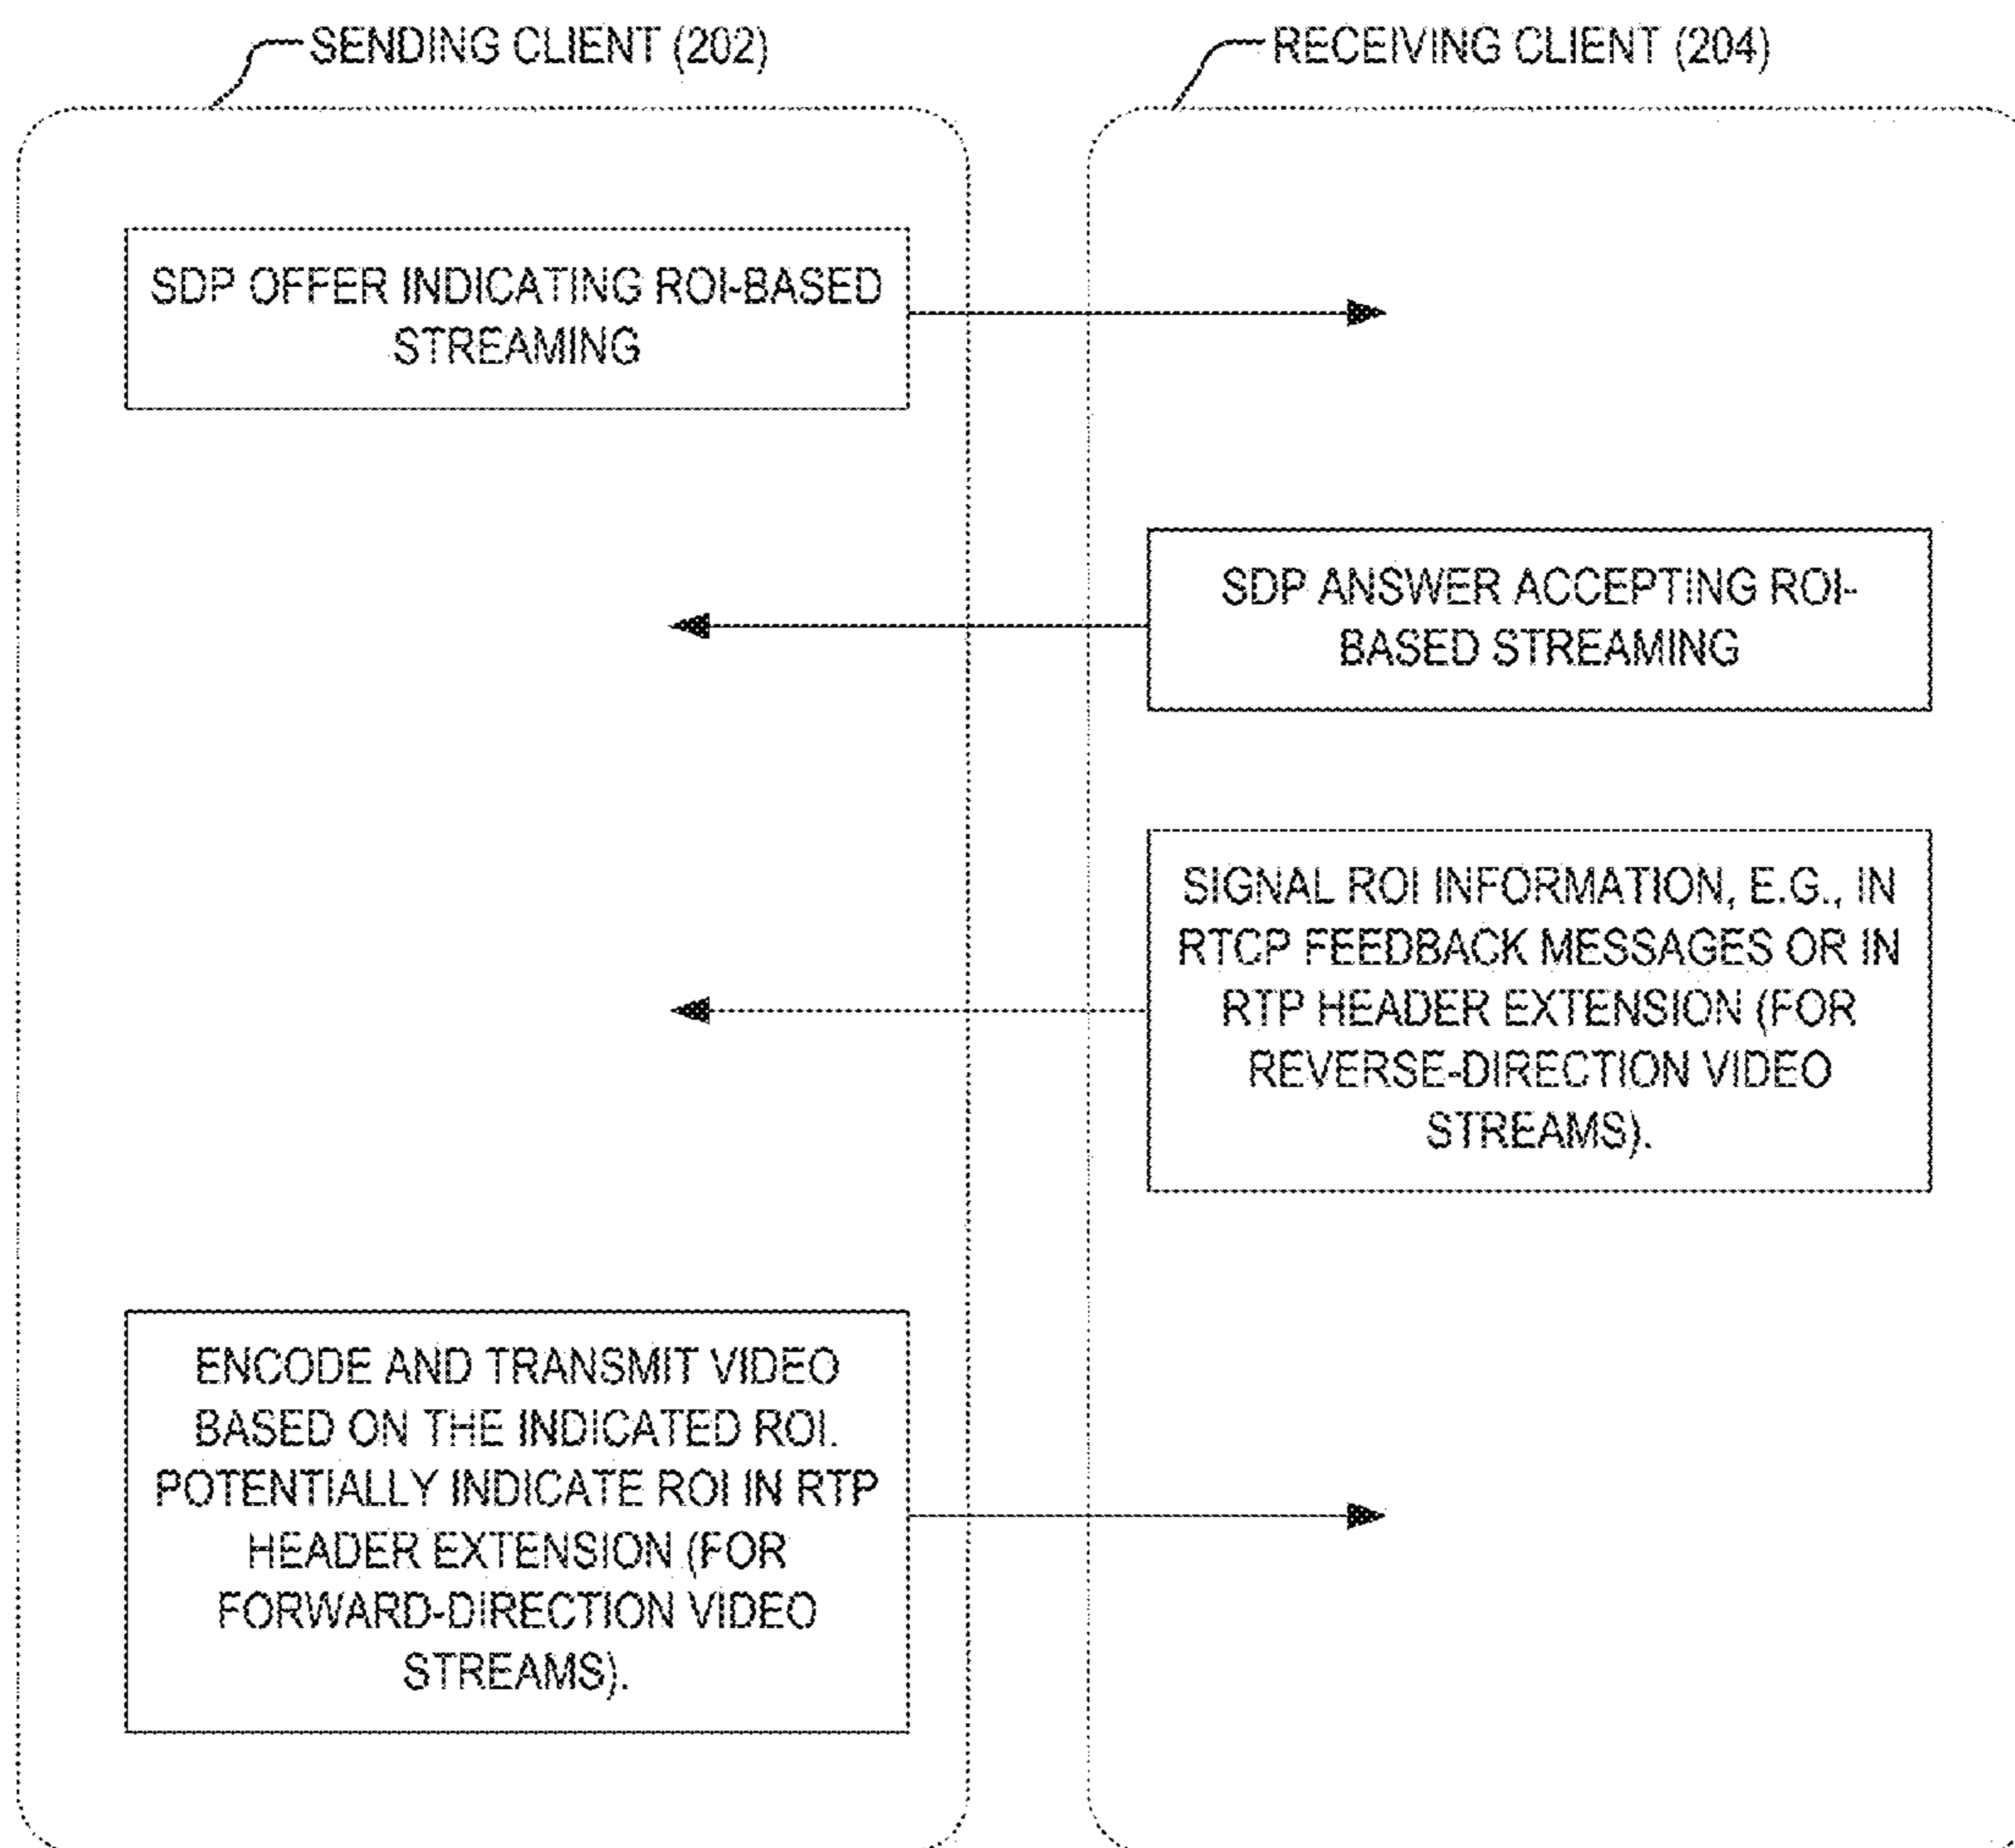 SENDING CLIENT (202)
RECEIVING CLIENT (204)
SDP OFFER INDICATING ROI-BASED
STREAMING
SDP ANSWER ACCEPTING ROI-
BASED STREAMING
SIGNAL ROI INFORMATION, E.G., IN
RTCP FEEDBACK MESSAGES OR IN
RTP HEADER EXTENSION (FOR
REVERSE-DIRECTION VIDEO
STREAMS).
ENCODE AND TRANSMIT VIDEO
BASED ON THE INDICATED ROI.
POTENTIALLY INDICATE ROI IN RTP
HEADER EXTENSION (FOR
FORWARD-DIRECTION VIDEO
STREAMS).